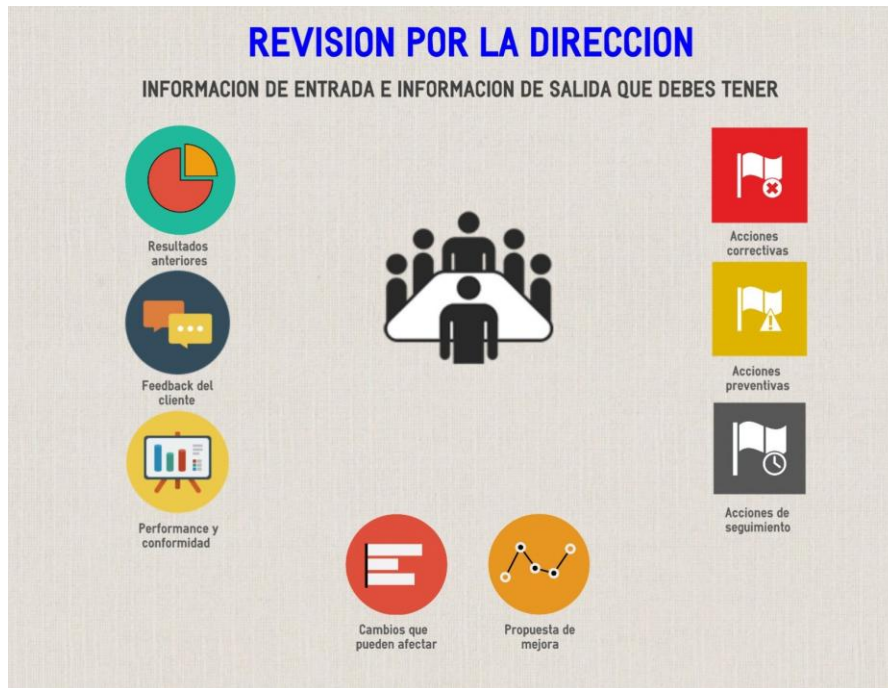 REVISION POR LA DIRECCION
INFORMACION DE ENTRADA E INFORMACION DE SALIDA QUE DEBES TENER
Resultados
anteriores
Feedback del
cliente
Performance y
conformidad
Cambios que
pueden afectar
Propuesta de
mejora
Acciones
correctivas
Acciones
preventivas
Acciones de
seguimiento